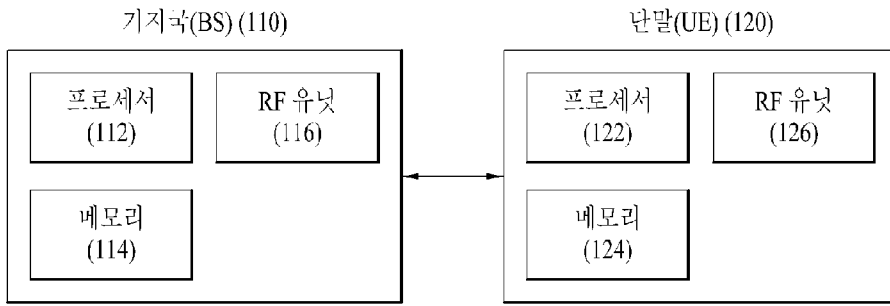 기지국(BS) (110)
단말(UE) (120)
프로세서
(112)
RF 유닛
(116)
프로세서
(122)
RF 유닛
(126)
메모리
(114)
메모리
(124)